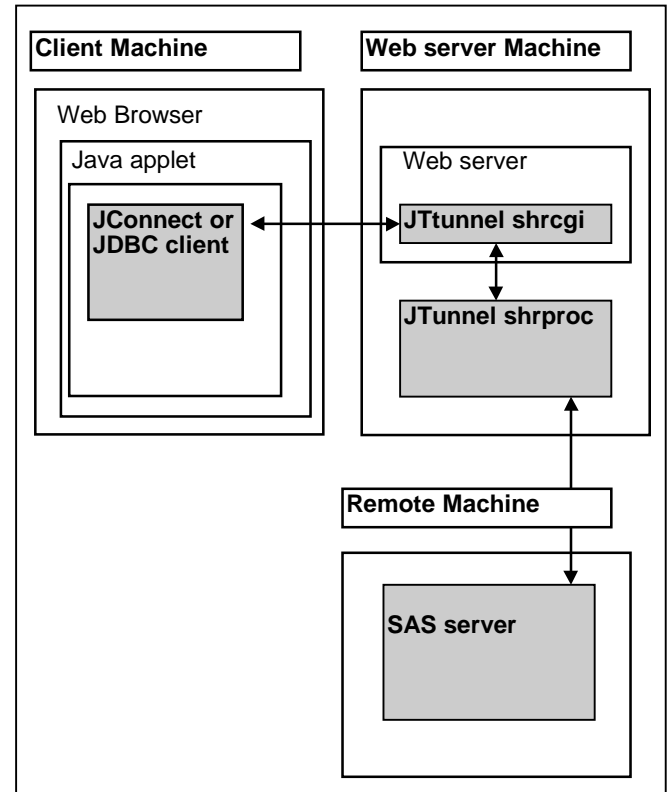 Client Machine
Web server Machine
Web Browser
Java applet
JConnect or
JDBC client
Web server
JTtunnel shrcgi
JTunnel shrproc
Remote Machine
SAS server